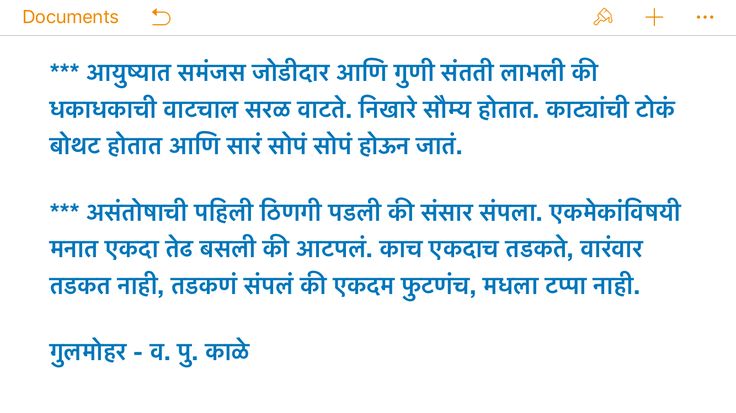 Documents
*** आयुष्यात समंजस जोडीदार आणि गुणी संतती लाभली की
धकाधकाची वाटचाल सरळ वाटते. निखारे सौम्य होतात. काट्यांची टोकं
बोथट होतात आणि सारं सोपं सोपं होऊन जातं.
*** असंतोषाची पहिली ठिणगी पडली की संसार संपला. एकमेकांविषयी
मनात एकदा तेढ बसली की आटपलं. काच एकदाच तडकते, वारंवार
तडकत नाही, तडकणं संपलं की एकदम फुटणंच, मधला टप्पा नाही.
गुलमोहर - व. पु. काळे